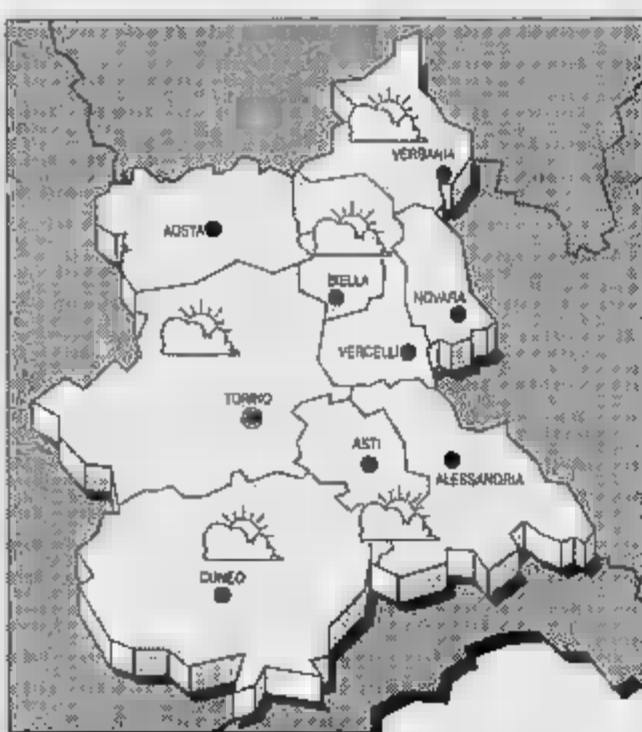 VERBANIA
AOSTA
BIELLA
NOVARA
VERCELLI
TORINO
ASTI
ALESSANDRIA
CUNEO